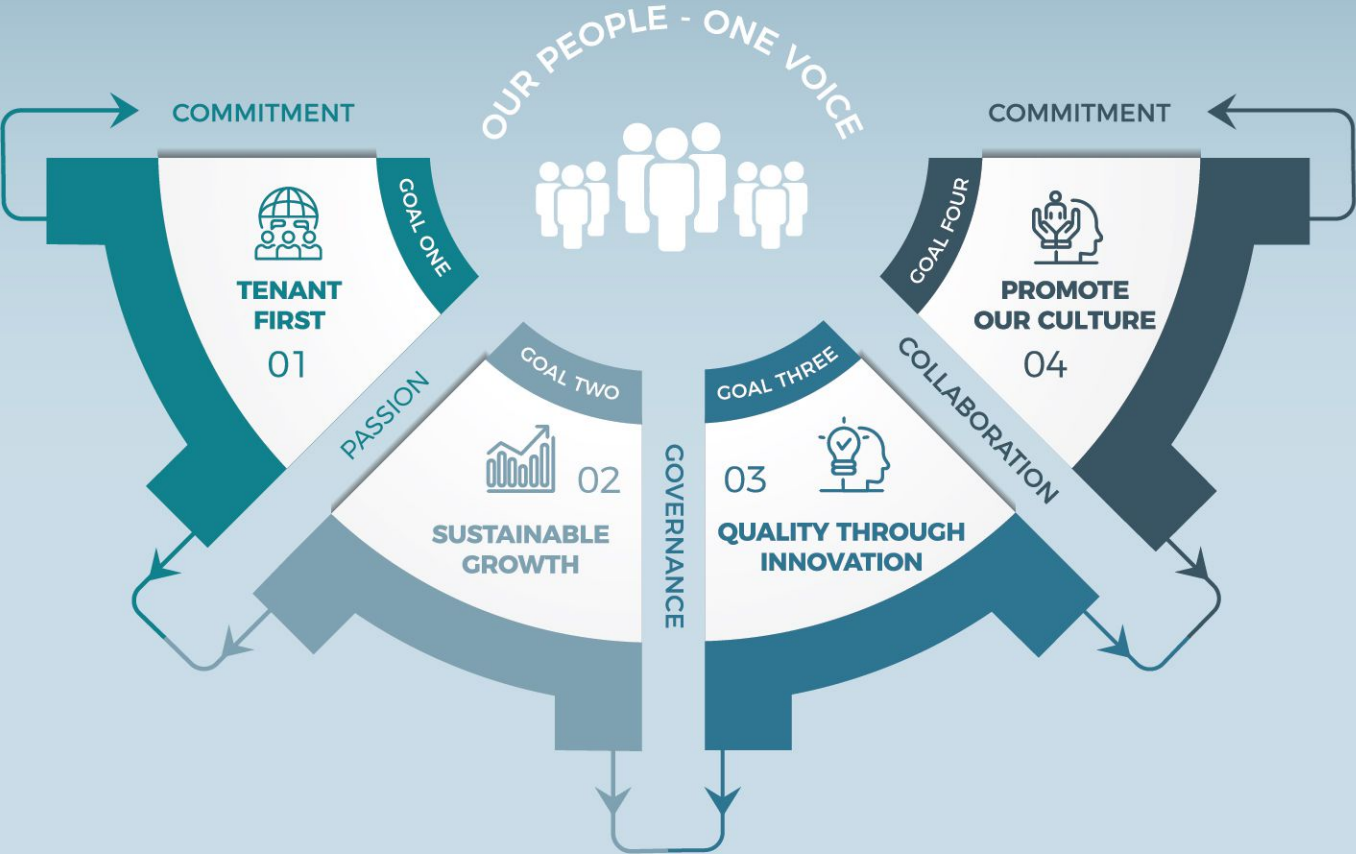 OUR PEOPLE - ONE VOICE
COMMITMENT
GOAL ONE
TENANT
FIRST
01
PASSION
GOAL TWO
02
SUSTAINABLE
GROWTH
GOVERNANCE
GOAL THREE
03
QUALITY THROUGH
INNOVATION
COLLABORATION
COMMITMENT
GOAL FOUR
PROMOTE
OUR CULTURE
04